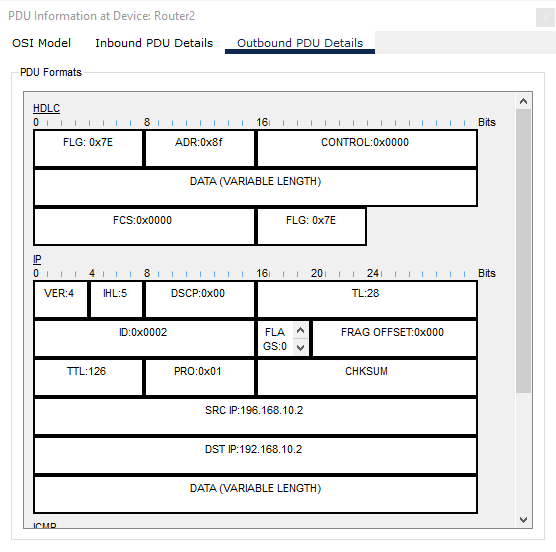 PDU Information at Device: Router2
OSI Model Inbound PDU Details Outbound PDU Details
PDU Formats
HDLC
0 8 16 Bits
FLG: 0x7E ADR:0x8f CONTROL:0x0000
DATA (VARIABLE LENGTH)
FCS:0x0000 FLG: 0x7E
IP
0 4 8 16 20 24 Bits
VER:4 IHL:5 DSCP:0x00 TL:28
ID:0x0002 FLA
GS:0 FRAG OFFSET:0x000
TTL:126 PRO:0x01 CHKSUM
SRC IP:196.168.10.2
DST IP:192.168.10.2
DATA (VARIABLE LENGTH)
ICMP